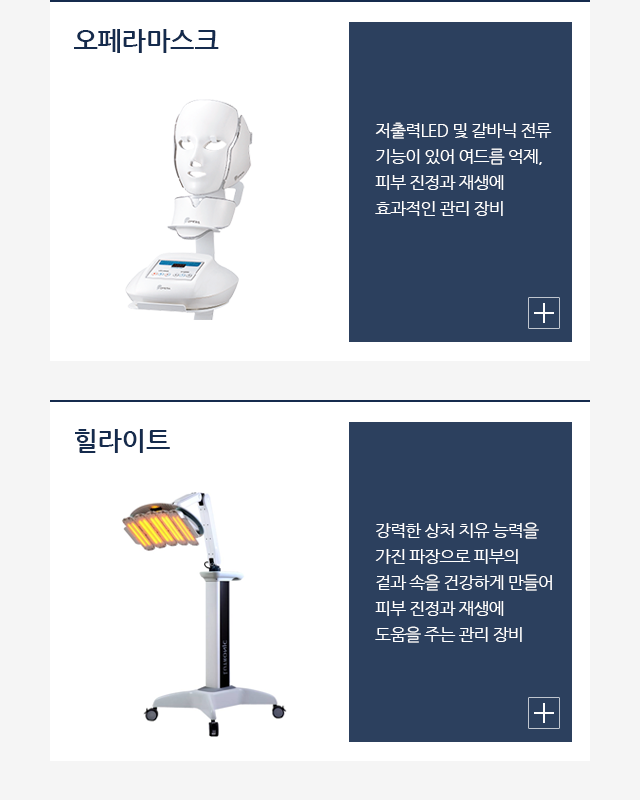 오페라마스크
저출력LED 및 갈바닉 전류
기능이 있어 여드름 억제,
피부 진정과 재생에
효과적인 관리 장비
힐라이트
강력한 상처 치유 능력을
가진 파장으로 피부의
겉과 속을 건강하게 만들어
피부 진정과 재생에
도움을 주는 관리 장비